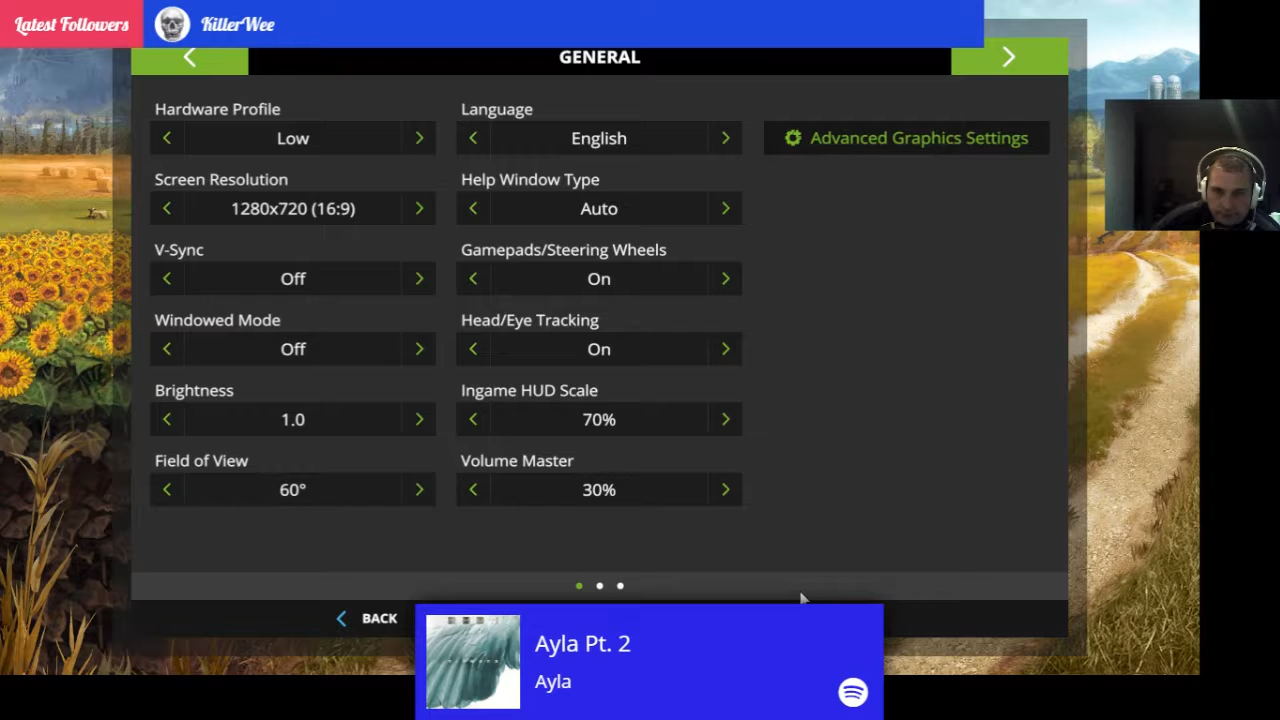 Latest Followers
KillerWee
GENERAL
Hardware Profile
Low
Language
English
Advanced Graphics Settings
Screen Resolution
1280x720 (16:9)
Help Window Type
Auto
V-Sync
Off
Gamepads/Steering Wheels
On
Windowed Mode
Off
Head/Eye Tracking
On
Brightness
1.0
Ingame HUD Scale
70%
Field of View
60°
Volume Master
30%
BACK
Ayla Pt. 2
Ayla